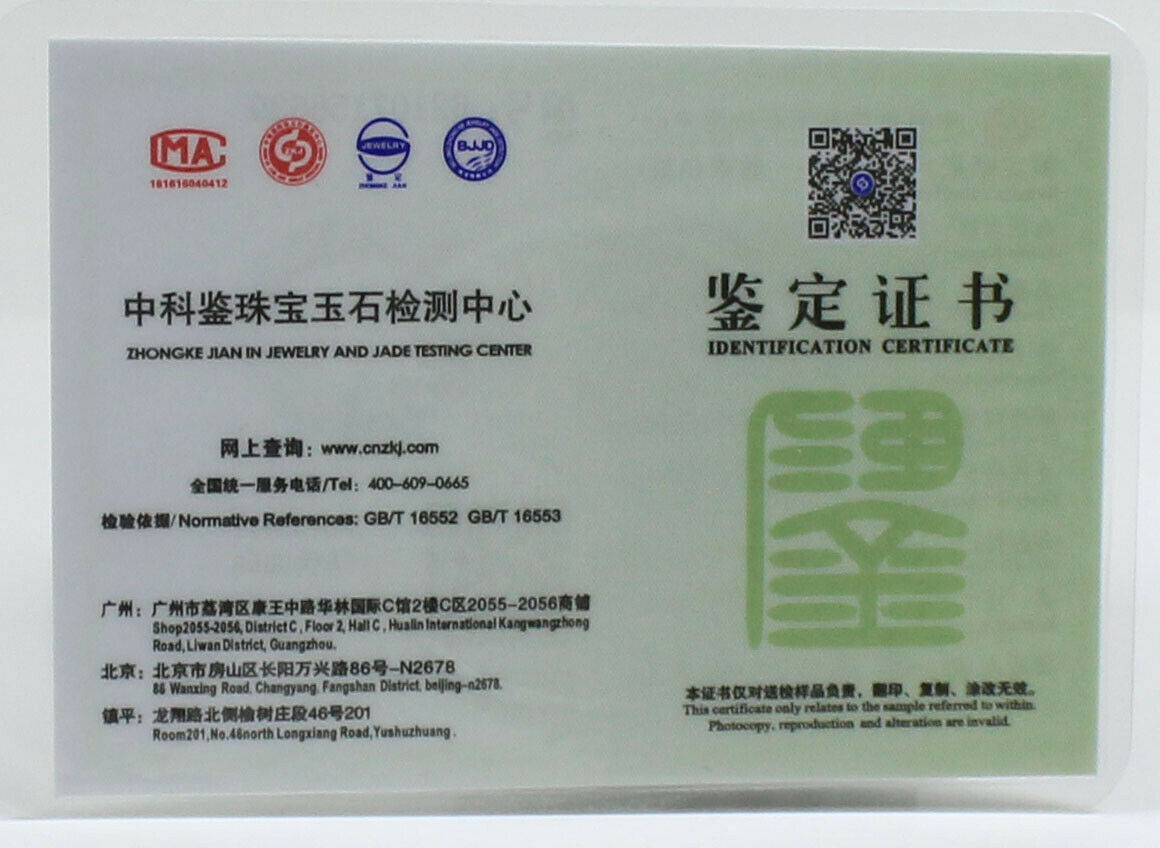 CMA
161616040412
JEWELRY
鉴 定
ZHONGKE JIAN
BJJD
中科鉴珠宝玉石检测中心
ZHONGKE JIAN IN JEWELRY AND JADE TESTING CENTER
网上查询：www.cnzkj.com
全国统一服务电话/Tel：400-609-0665
检验依据/Normative References: GB/T 16552 GB/T 16553
广州：广州市荔湾区康王中路华林国际C馆2楼C区2055-2056商铺
Shop2055-2056, District C, Floor 2, Hall C, Hualin International Kangwangzhong
Road, Liwan District, Guangzhou.
北京：北京市房山区长阳万兴路86号-N2678
86 Wanxing Road, Changyang, Fangshan District, beijing-n2678.
镇平：龙翔路北侧榆树庄段46号201
Room201,No.46north Longxiang Road,Yushuzhuang.
鉴定证书
IDENTIFICATION CERTIFICATE
鉴
本证书仅对送检样品负责，翻印、复制、涂改无效。
This certificate only relates to the sample referred to within.
Photocopy, reproduction and alteration are invalid.